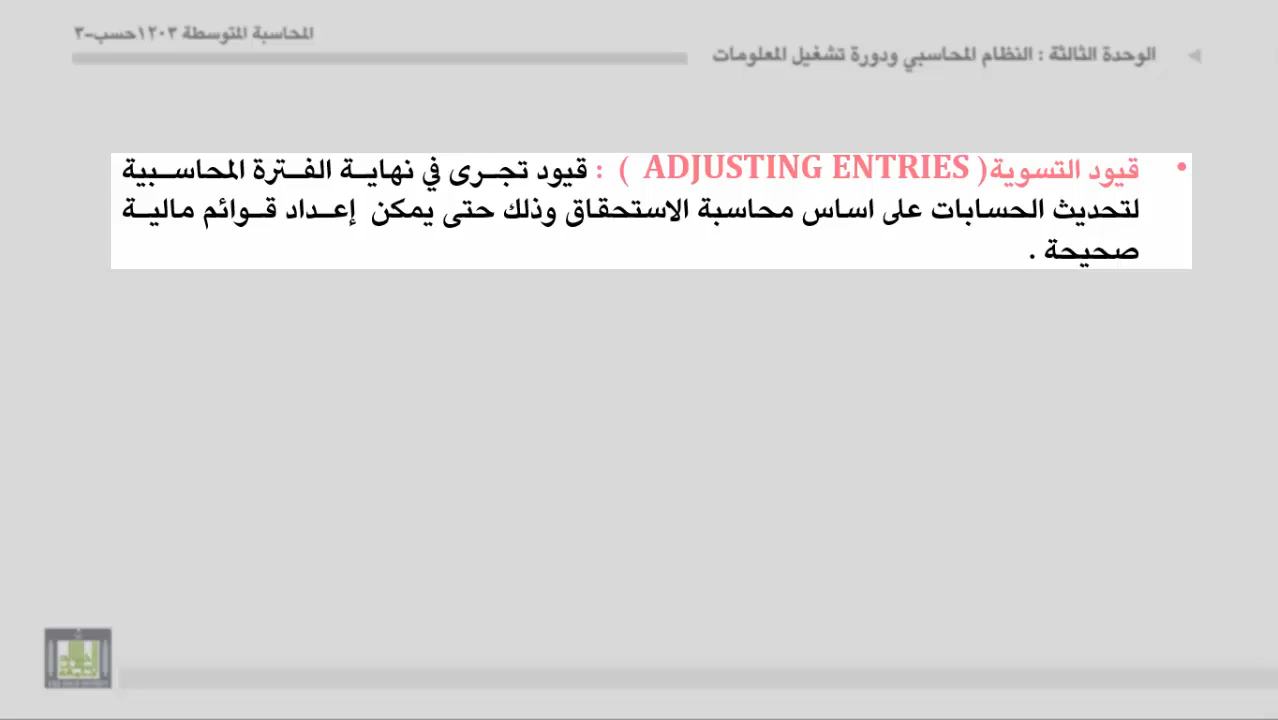 المحاسبة المتوسطة ١٢٠٣حسب-٣
الوحدة الثالثة : النظام المحاسبي ودورة تشغيل المعلومات
• قيود التسوية( ADJUSTING ENTRIES ) : قيود تجرى في نهاية الفترة المحاسبية
لتحديث الحسابات على اساس محاسبة الاستحقاق وذلك حتى يمكن إعداد قوائم مالية
صحيحة .